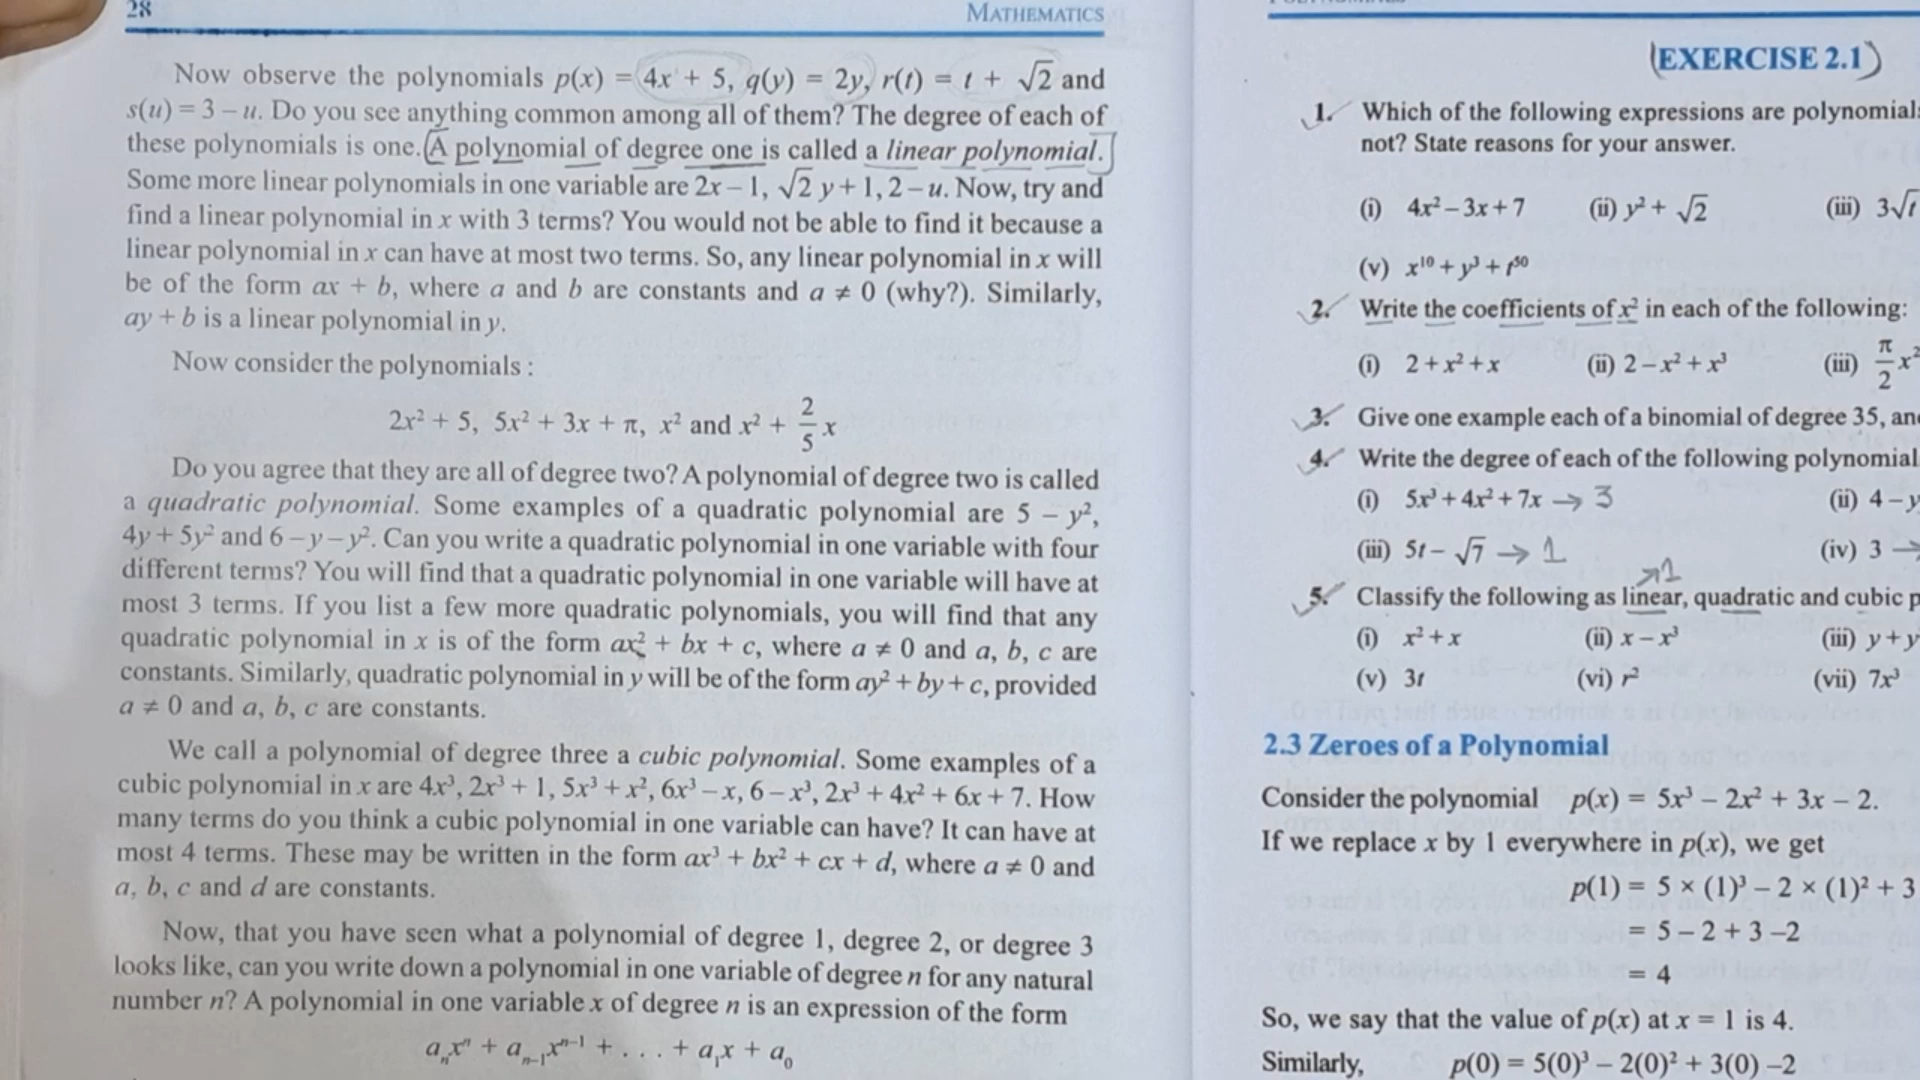 28
MATHEMATICS
Now observe the polynomials p(x) = 4x + 5, q(y) = 2y, r(t) = t + √2 and
s(u) = 3 – u. Do you see anything common among all of them? The degree of each of
these polynomials is one. A polynomial of degree one is called a linear polynomial.
Some more linear polynomials in one variable are 2x – 1, √2 y + 1, 2 – u. Now, try and
find a linear polynomial in x with 3 terms? You would not be able to find it because a
linear polynomial in x can have at most two terms. So, any linear polynomial in x will
be of the form ax + b, where a and b are constants and a ≠ 0 (why?). Similarly,
ay + b is a linear polynomial in y.
Now consider the polynomials :
2x² + 5, 5x² + 3x + π, x² and x² + 2/5 x
Do you agree that they are all of degree two? A polynomial of degree two is called
a quadratic polynomial. Some examples of a quadratic polynomial are 5 – y²,
4y + 5y² and 6 – y – y². Can you write a quadratic polynomial in one variable with four
different terms? You will find that a quadratic polynomial in one variable will have at
most 3 terms. If you list a few more quadratic polynomials, you will find that any
quadratic polynomial in x is of the form ax² + bx + c, where a ≠ 0 and a, b, c are
constants. Similarly, quadratic polynomial in y will be of the form ay² + by + c, provided
a ≠ 0 and a, b, c are constants.
We call a polynomial of degree three a cubic polynomial. Some examples of a
cubic polynomial in x are 4x³, 2x³ + 1, 5x³ + x², 6x³ – x, 6 – x³, 2x³ + 4x² + 6x + 7. How
many terms do you think a cubic polynomial in one variable can have? It can have at
most 4 terms. These may be written in the form ax³ + bx² + cx + d, where a ≠ 0 and
a, b, c and d are constants.
Now, that you have seen what a polynomial of degree 1, degree 2, or degree 3
looks like, can you write down a polynomial in one variable of degree n for any natural
number n? A polynomial in one variable x of degree n is an expression of the form
aₙxⁿ + aₙ₋₁xⁿ⁻¹ + . . . + a₁x + a₀
(EXERCISE 2.1)
1. Which of the following expressions are polynomials
not? State reasons for your answer.
(i) 4x² – 3x + 7 (ii) y² + √2 (iii) 3√t
(v) x¹⁰ + y³ + t⁵⁰
2. Write the coefficients of x² in each of the following:
(i) 2 + x² + x (ii) 2 – x² + x³ (iii) π/2 x²
3. Give one example each of a binomial of degree 35, and
4. Write the degree of each of the following polynomial
(i) 5x³ + 4x² + 7x → 3 (ii) 4 – y
(iii) 5t – √7 → 1 (iv) 3 →
↗1
5. Classify the following as linear, quadratic and cubic p
(i) x² + x (ii) x – x³ (iii) y + y
(v) 3t (vi) r² (vii) 7x³
2.3 Zeroes of a Polynomial
Consider the polynomial p(x) = 5x³ – 2x² + 3x – 2.
If we replace x by 1 everywhere in p(x), we get
p(1) = 5 × (1)³ – 2 × (1)² + 3
= 5 – 2 + 3 –2
= 4
So, we say that the value of p(x) at x = 1 is 4.
Similarly, p(0) = 5(0)³ – 2(0)² + 3(0) –2